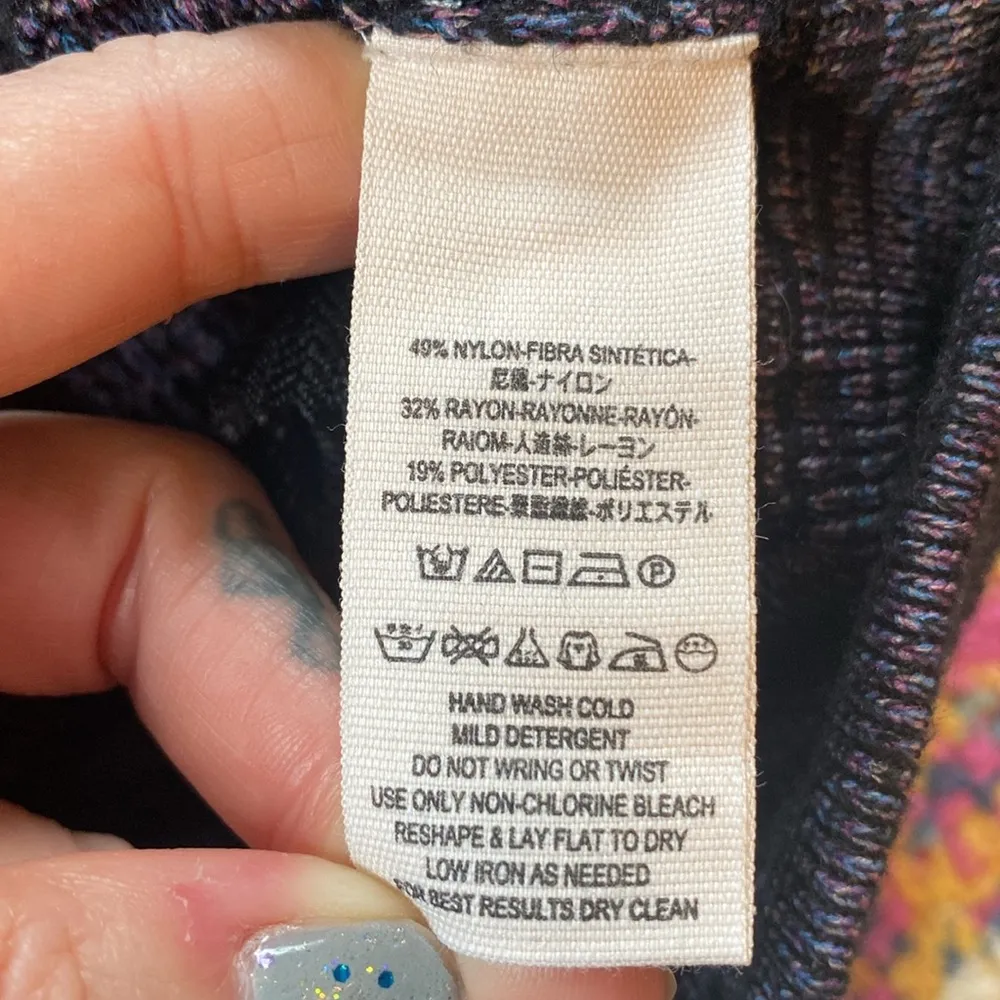 49% NYLON-FIBRA SINTÉTICA-
尼龍-ナイロン
32% RAYON-RAYONNE-RAYÓN-
RAIOM-人造絲-レーヨン
19% POLYESTER-POLIÉSTER-
POLIESTERE-聚脂纖維-ポリエステル
P
HAND WASH COLD
MILD DETERGENT
DO NOT WRING OR TWIST
USE ONLY NON-CHLORINE BLEACH
RESHAPE & LAY FLAT TO DRY
LOW IRON AS NEEDED
FOR BEST RESULTS DRY CLEAN